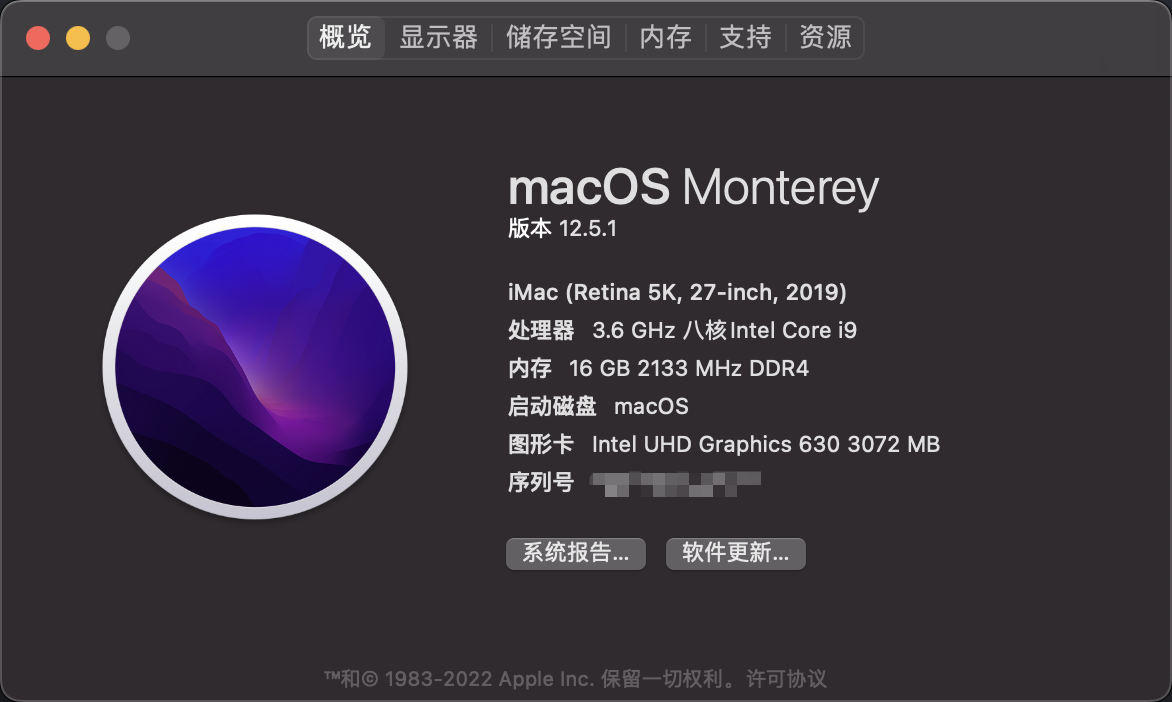 概览 显示器 储存空间 内存 支持 资源
macOS Monterey
版本 12.5.1
iMac (Retina 5K, 27-inch, 2019)
处理器 3.6 GHz 八核Intel Core i9
内存 16 GB 2133 MHz DDR4
启动磁盘 macOS
图形卡 Intel UHD Graphics 630 3072 MB
序列号
系统报告... 软件更新...
™和© 1983-2022 Apple Inc. 保留一切权利。许可协议